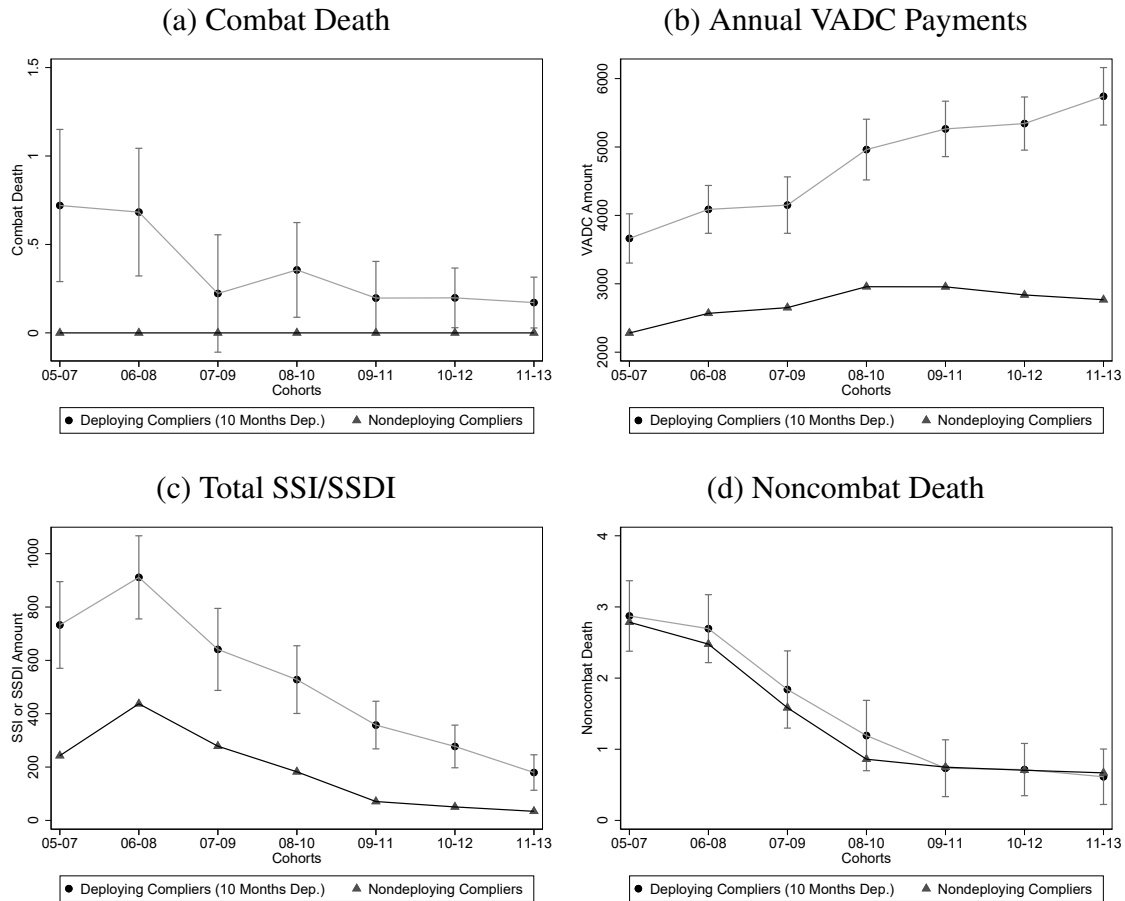 (a) Combat Death
Combat Death
1.5
1
.5
0
05-07 06-08 07-09 08-10 09-11 10-12 11-13
Cohorts
Deploying Compliers (10 Months Dep.) Nondeploying Compliers
(b) Annual VADC Payments
VADC Amount
6000
5000
4000
3000
2000
05-07 06-08 07-09 08-10 09-11 10-12 11-13
Cohorts
Deploying Compliers (10 Months Dep.) Nondeploying Compliers
(c) Total SSI/SSDI
SSI or SSDI Amount
1000
800
600
400
200
0
05-07 06-08 07-09 08-10 09-11 10-12 11-13
Cohorts
Deploying Compliers (10 Months Dep.) Nondeploying Compliers
(d) Noncombat Death
Noncombat Death
4
3
2
1
0
05-07 06-08 07-09 08-10 09-11 10-12 11-13
Cohorts
Deploying Compliers (10 Months Dep.) Nondeploying Compliers